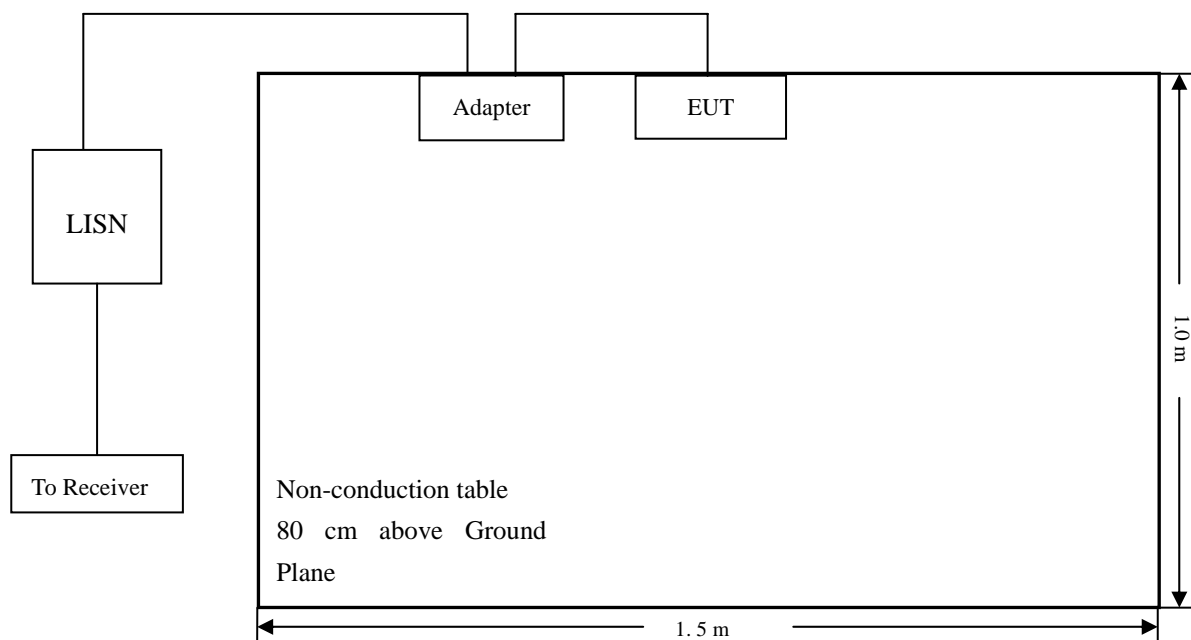 Adapter
EUT
LISN
1.0 m
To Receiver
Non-conduction table
80 cm above Ground
Plane
1. 5 m